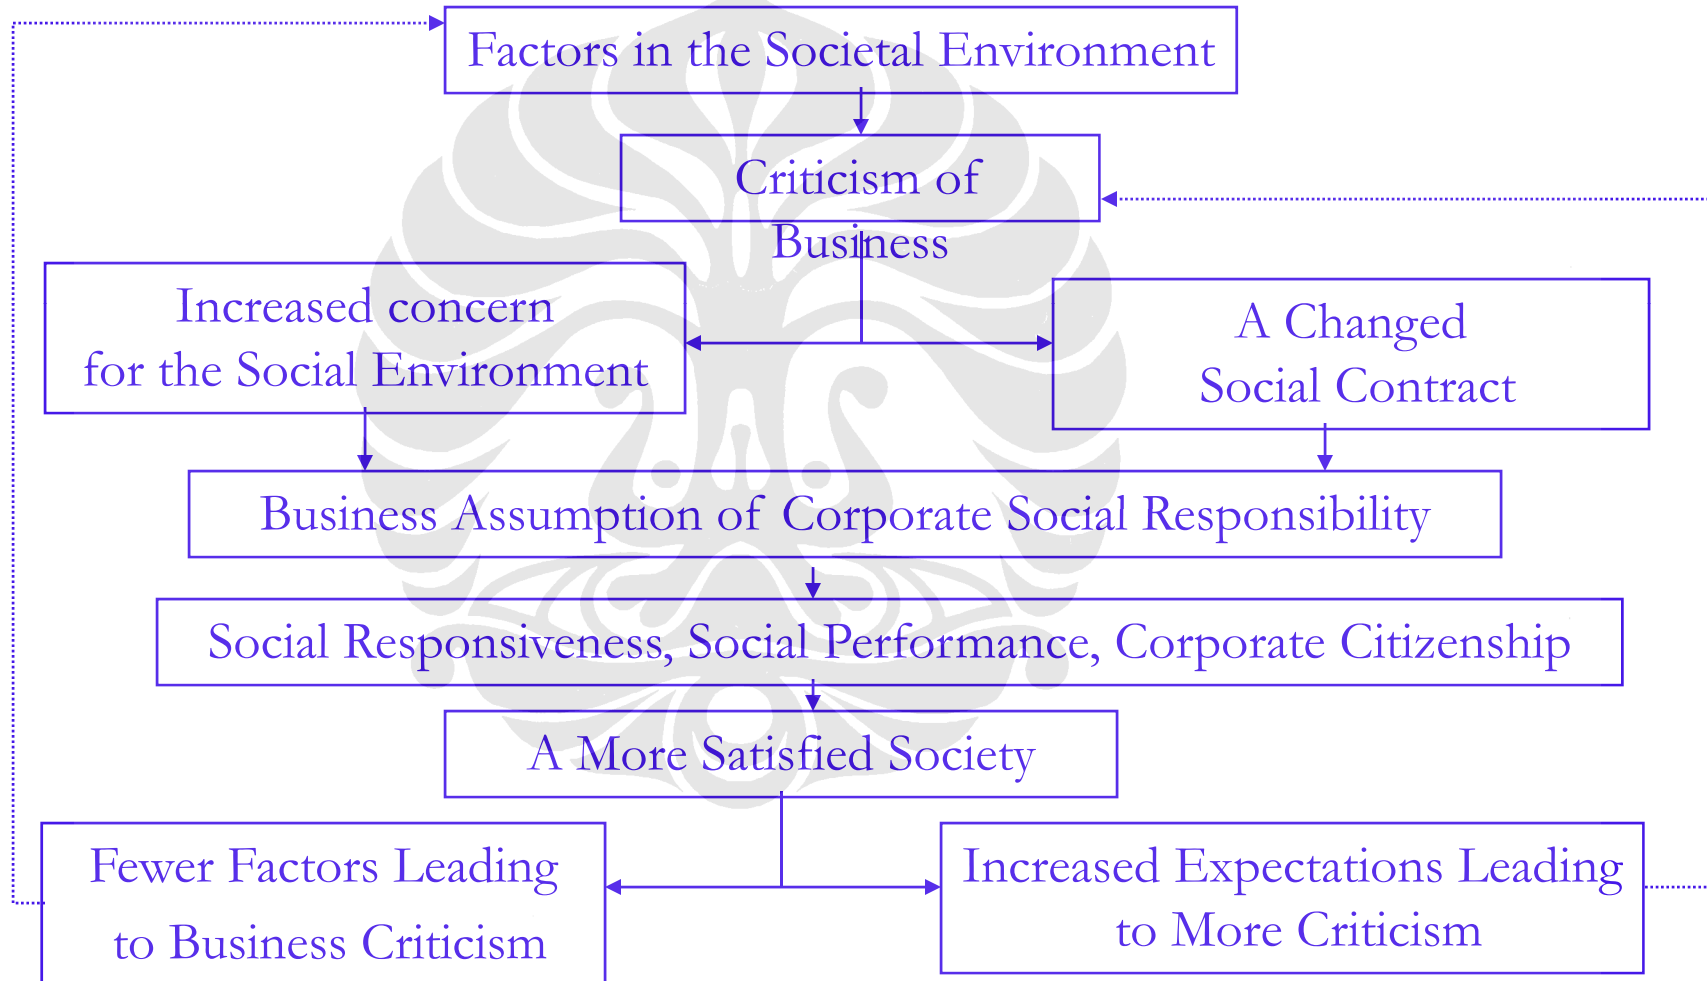 Factors in the Societal Environment
Criticism of
Business
Increased concern
for the Social Environment
A Changed
Social Contract
Business Assumption of Corporate Social Responsibility
Social Responsiveness, Social Performance, Corporate Citizenship
A More Satisfied Society
Fewer Factors Leading
to Business Criticism
Increased Expectations Leading
to More Criticism